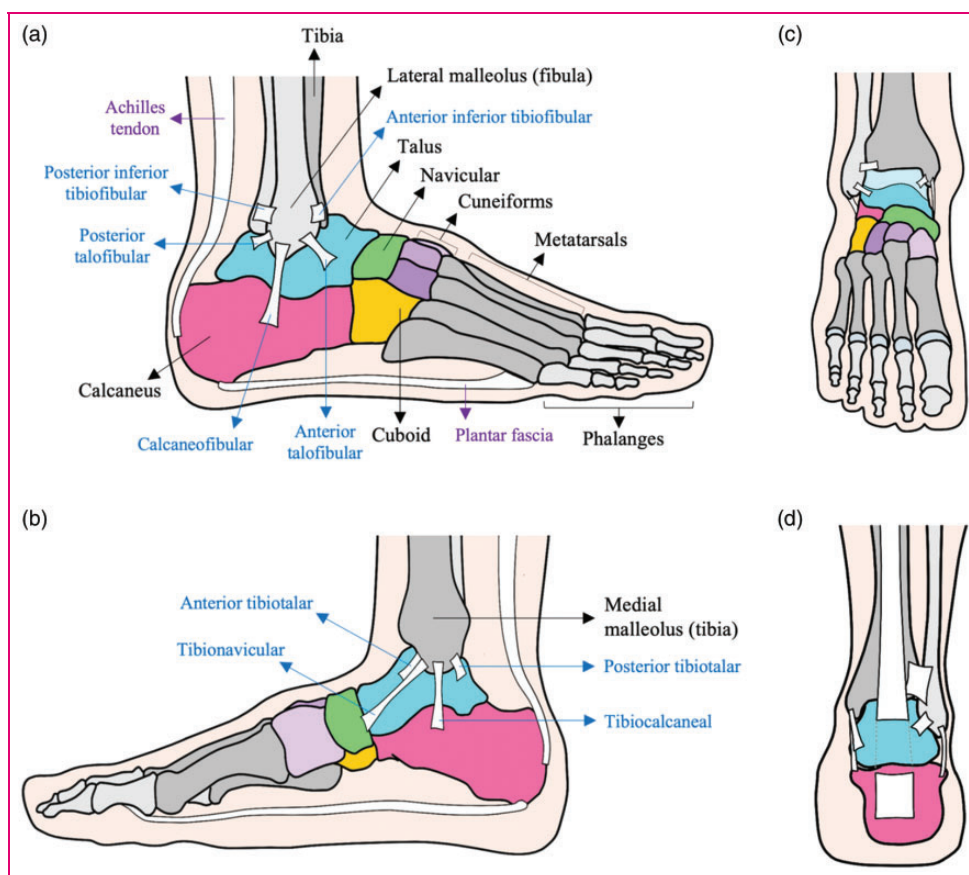 (a)
Tibia
Lateral malleolus (fibula)
Achilles
tendon
Anterior inferior tibiofibular
Talus
Posterior inferior
tibiofibular
Navicular
Cuneiforms
Posterior
talofibular
Metatarsals
Calcaneus
Calcaneofibular
Anterior
talofibular
Cuboid
Plantar fascia
Phalanges
(c)
(b)
Anterior tibiotalar
Medial
malleolus (tibia)
Tibionavicular
Posterior tibiotalar
Tibiocalcaneal
(d)